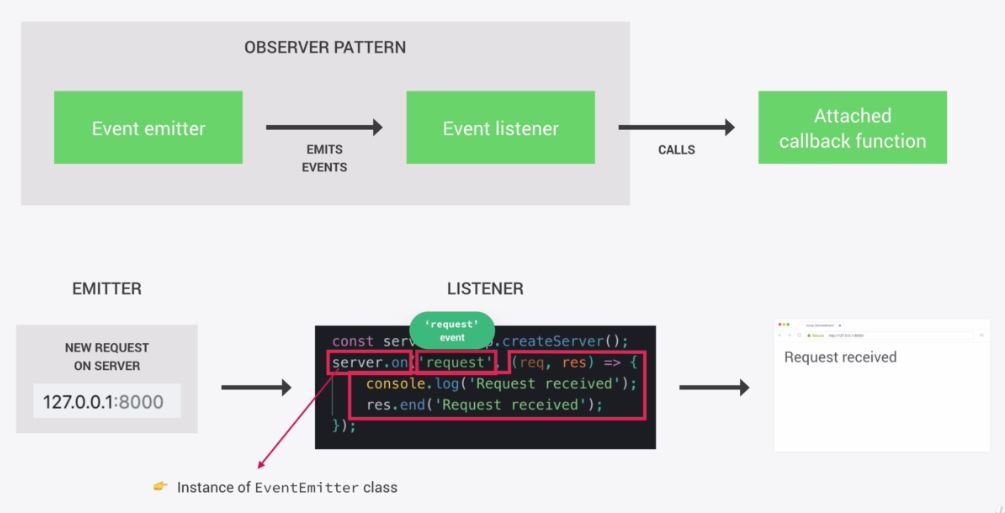 OBSERVER PATTERN
Event emitter
EMITS
EVENTS
Event listener
CALLS
Attached
callback function
EMITTER
NEW REQUEST
ON SERVER
127.0.0.1:8000
LISTENER
'request'
event
const serv p.createServer();
server.on('request', (req, res) => {
console.log('Request received');
res.end('Request received');
});
👉 Instance of EventEmitter class
Request received